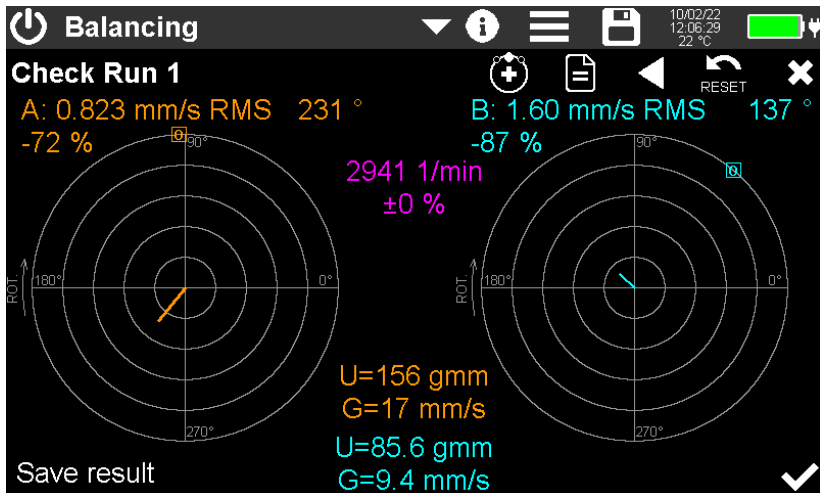 Balancing
i
10/02/22
12:06:29
22 °C
Check Run 1
RESET
A: 0.823 mm/s RMS 231 °
-72 %
B: 1.60 mm/s RMS 137 °
-87 %
0
90°
2941 1/min
±0 %
90°
0
ROT.
180°
0°
ROT.
180°
0°
U=156 gmm
G=17 mm/s
270°
270°
U=85.6 gmm
G=9.4 mm/s
Save result